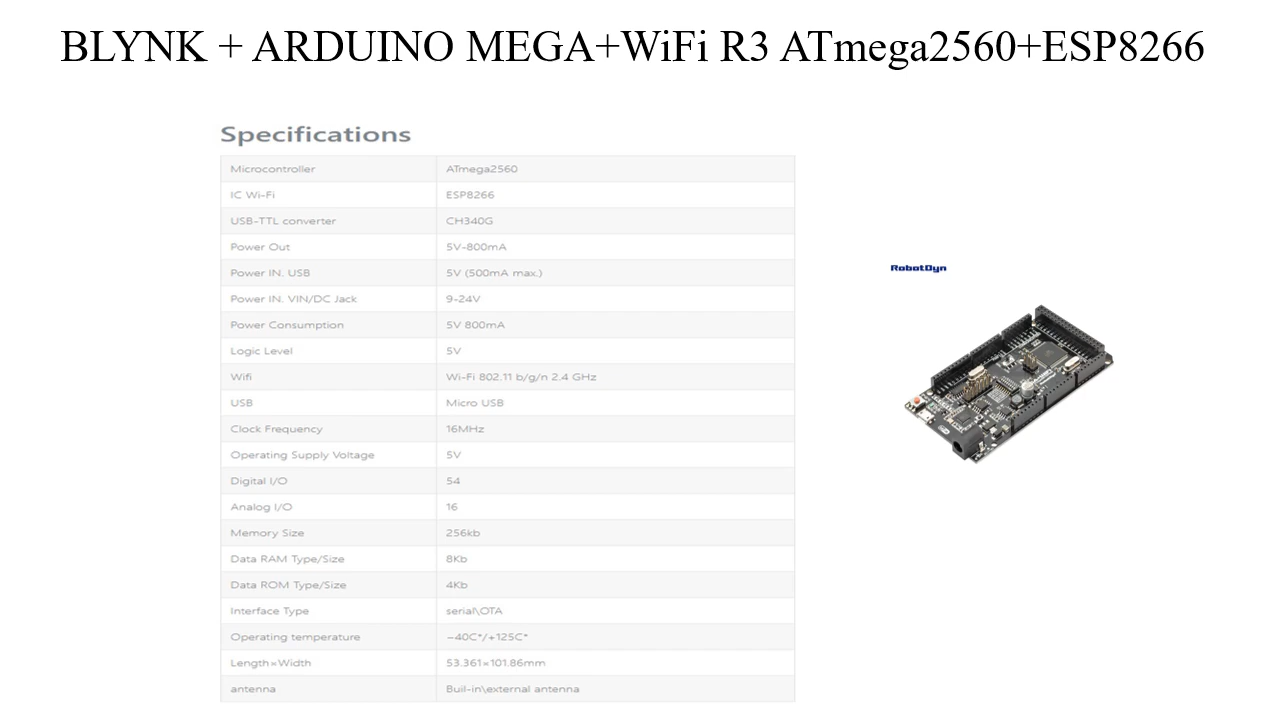 BLYNK + ARDUINO MEGA+WiFi R3 ATmega2560+ESP8266
Specifications
Microcontroller ATmega2560
IC Wi-Fi ESP8266
USB-TTL converter CH340G
Power Out 5V-800mA
Power IN. USB 5V (500mA max.)
Power IN. VIN/DC Jack 9-24V
Power Consumption 5V 800mA
Logic Level 5V
Wifi Wi-Fi 802.11 b/g/n 2.4 GHz
USB Micro USB
Clock Frequency 16MHz
Operating Supply Voltage 5V
Digital I/O 54
Analog I/O 16
Memory Size 256kb
Data RAM Type/Size 8Kb
Data ROM Type/Size 4Kb
Interface Type serial\OTA
Operating temperature −40C°/+125C°
Length×Width 53.361×101.86mm
antenna Buil-in\external antenna
RobotDyn